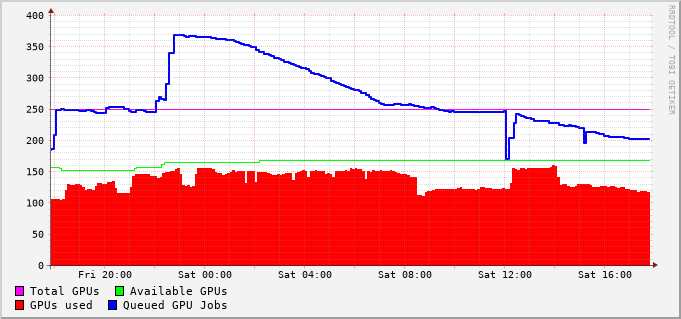 400
350
300
250
200
150
100
50
0
RRDTOOL / TOBI OETIKER
Fri 20:00 Sat 00:00 Sat 04:00 Sat 08:00 Sat 12:00 Sat 16:00
Total GPUs Available GPUs
GPUs used Queued GPU Jobs